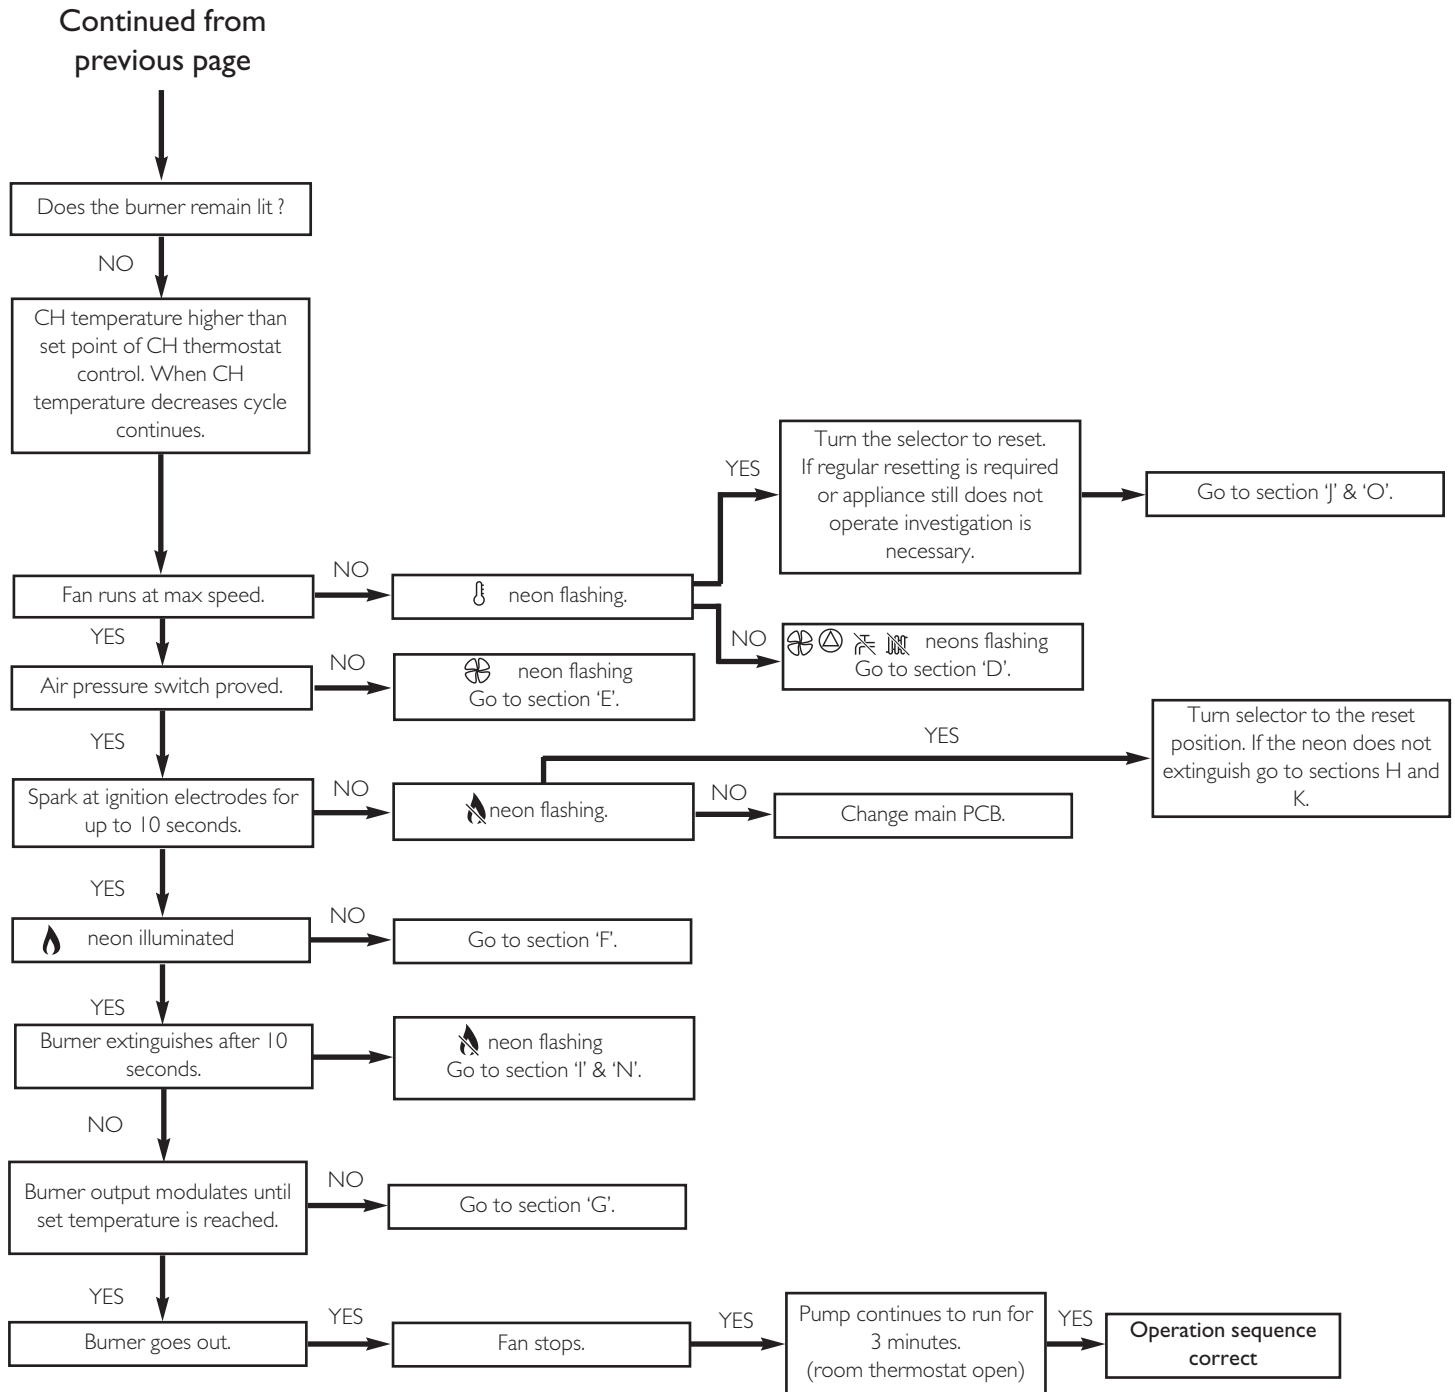 Continued from
previous page
Does the burner remain lit ?
NO
CH temperature higher than
set point of CH thermostat
control. When CH
temperature decreases cycle
continues.
Fan runs at max speed.
NO
neon flashing.
YES
Turn the selector to reset.
If regular resetting is required
or appliance still does not
operate investigation is
necessary.
Go to section 'J' & 'O'.
NO
neons flashing
Go to section 'D'.
YES
Air pressure switch proved.
NO
neon flashing
Go to section 'E'.
YES
Spark at ignition electrodes for
up to 10 seconds.
NO
neon flashing.
YES
Turn selector to the reset
position. If the neon does not
extinguish go to sections H and
K.
NO
Change main PCB.
YES
neon illuminated
NO
Go to section 'F'.
YES
Burner extinguishes after 10
seconds.
neon flashing
Go to section 'I' & 'N'.
NO
Burner output modulates until
set temperature is reached.
NO
Go to section 'G'.
YES
Burner goes out.
YES
Fan stops.
YES
Pump continues to run for
3 minutes.
(room thermostat open)
YES
Operation sequence
correct